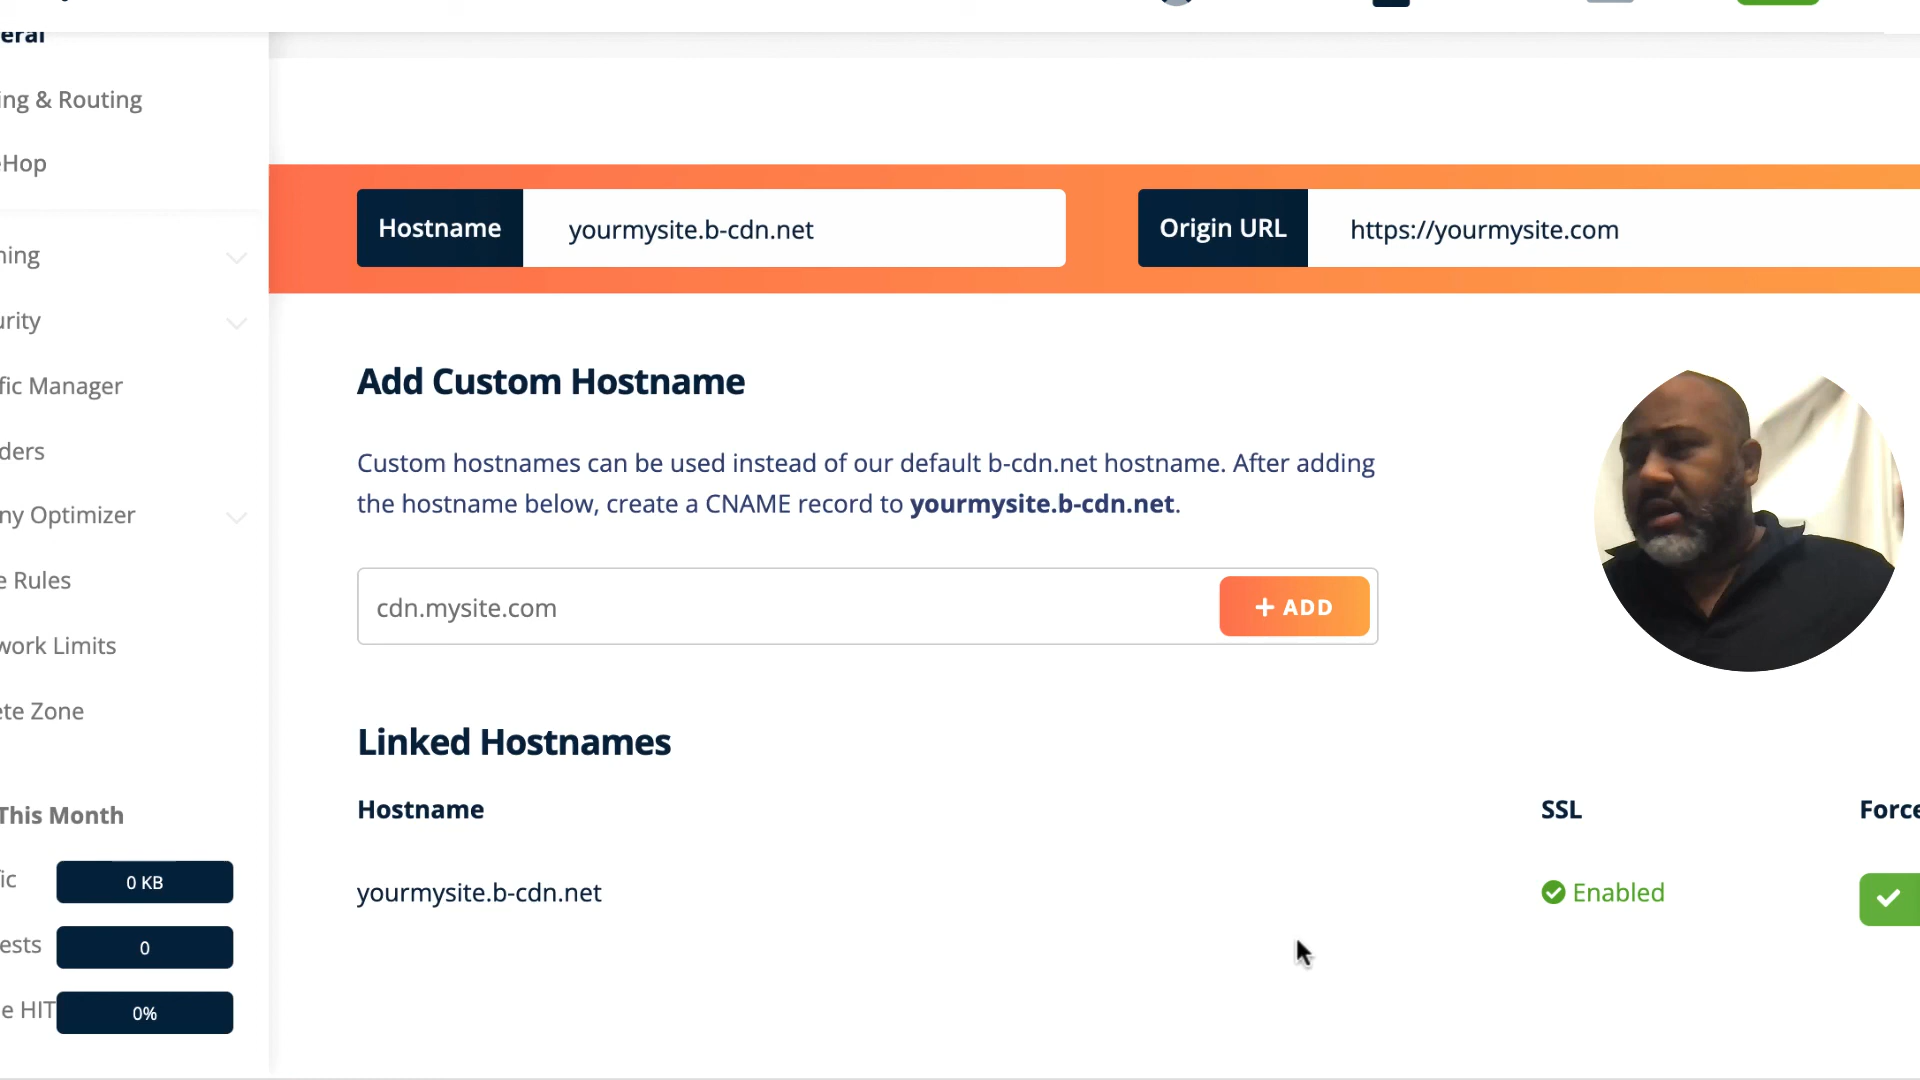 eral
ing & Routing
Hop
Hostname
yourmysite.b-cdn.net
Origin URL
https://yourmysite.com
ning
urity
fic Manager
ders
ny Optimizer
e Rules
work Limits
ete Zone
Add Custom Hostname
Custom hostnames can be used instead of our default b-cdn.net hostname. After adding
the hostname below, create a CNAME record to yourmysite.b-cdn.net.
cdn.mysite.com
+ ADD
Linked Hostnames
Hostname
SSL
Force
yourmysite.b-cdn.net
Enabled
This Month
ic
0 KB
ests
0
e HIT
0%